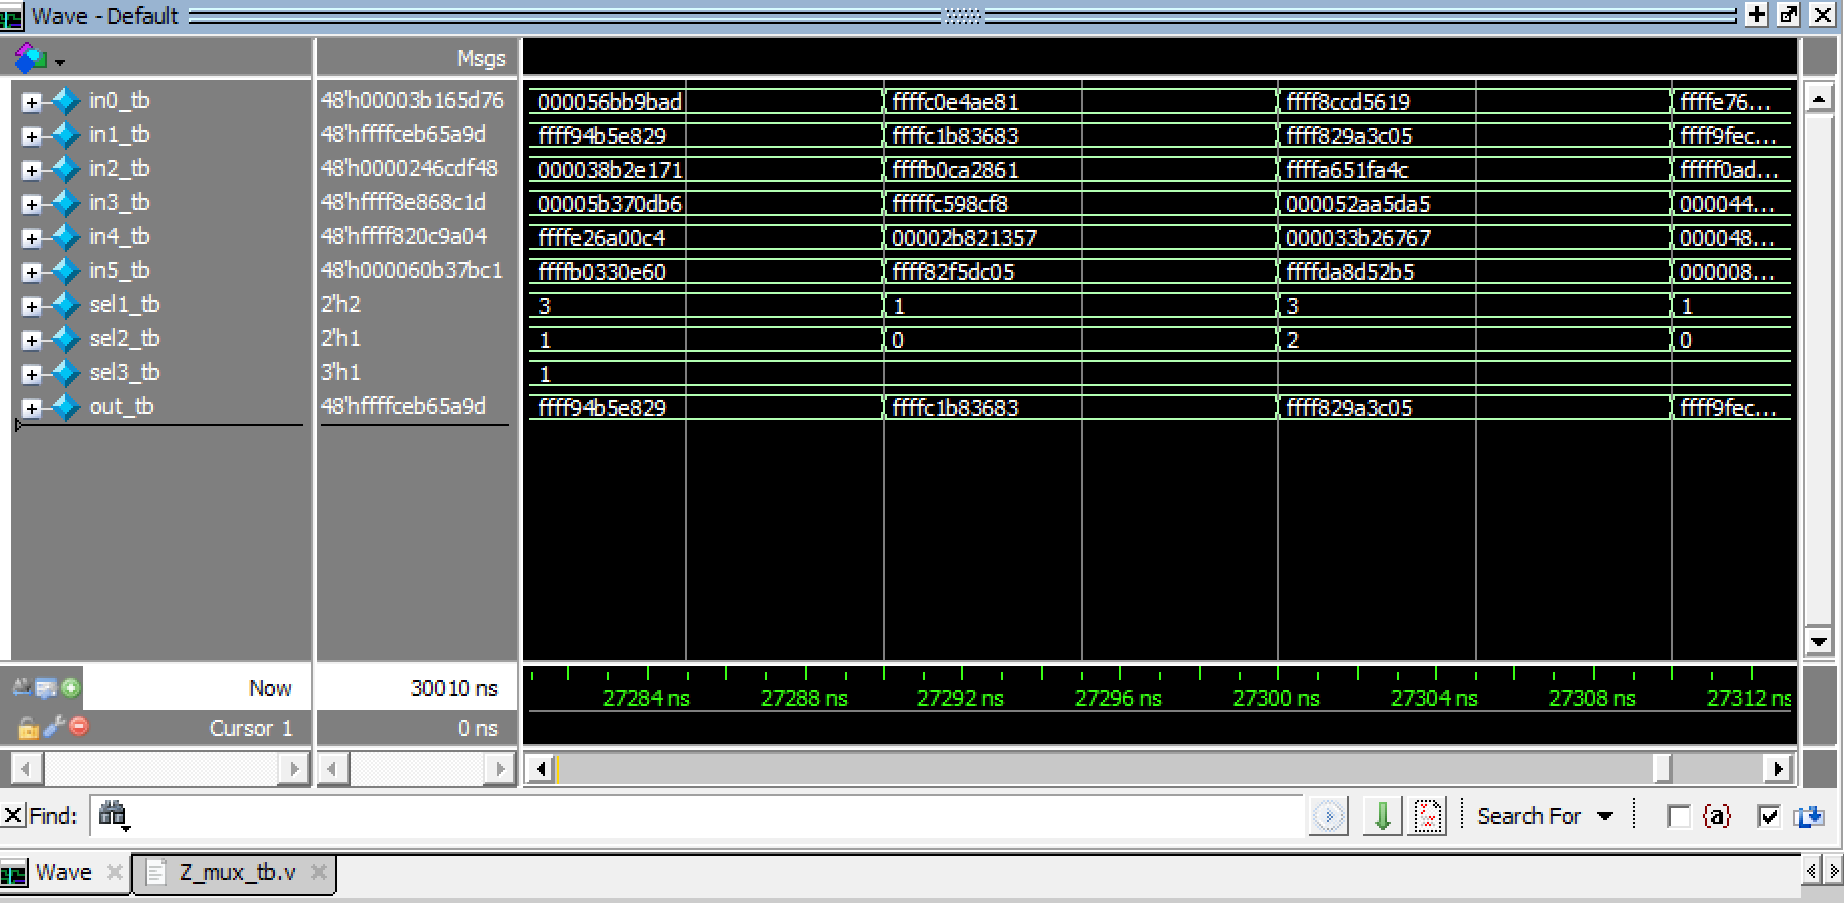 Wave - Default
Msgs
in0_tb 48'h00003b165d76 000056bb9bad ffffc0e4ae81 ffff8ccd5619 ffffe76...
in1_tb 48'hffffceb65a9d ffff94b5e829 ffffc1b83683 ffff829a3c05 ffff9fec...
in2_tb 48'h0000246cdf48 000038b2e171 ffffb0ca2861 ffffa651fa4c fffff0ad...
in3_tb 48'hffff8e868c1d 00005b370db6 fffffc598cf8 000052aa5da5 000044...
in4_tb 48'hffff820c9a04 ffffe26a00c4 00002b821357 000033b26767 000048...
in5_tb 48'h000060b37bc1 ffffb0330e60 ffff82f5dc05 ffffda8d52b5 000008...
sel1_tb 2'h2 3 1 3 1
sel2_tb 2'h1 1 0 2 0
sel3_tb 3'h1 1
out_tb 48'hffffceb65a9d ffff94b5e829 ffffc1b83683 ffff829a3c05 ffff9fec...
Now 30010 ns 27284 ns 27288 ns 27292 ns 27296 ns 27300 ns 27304 ns 27308 ns 27312 ns
Cursor 1 0 ns
Find: Search For {a}
Wave Z_mux_tb.v